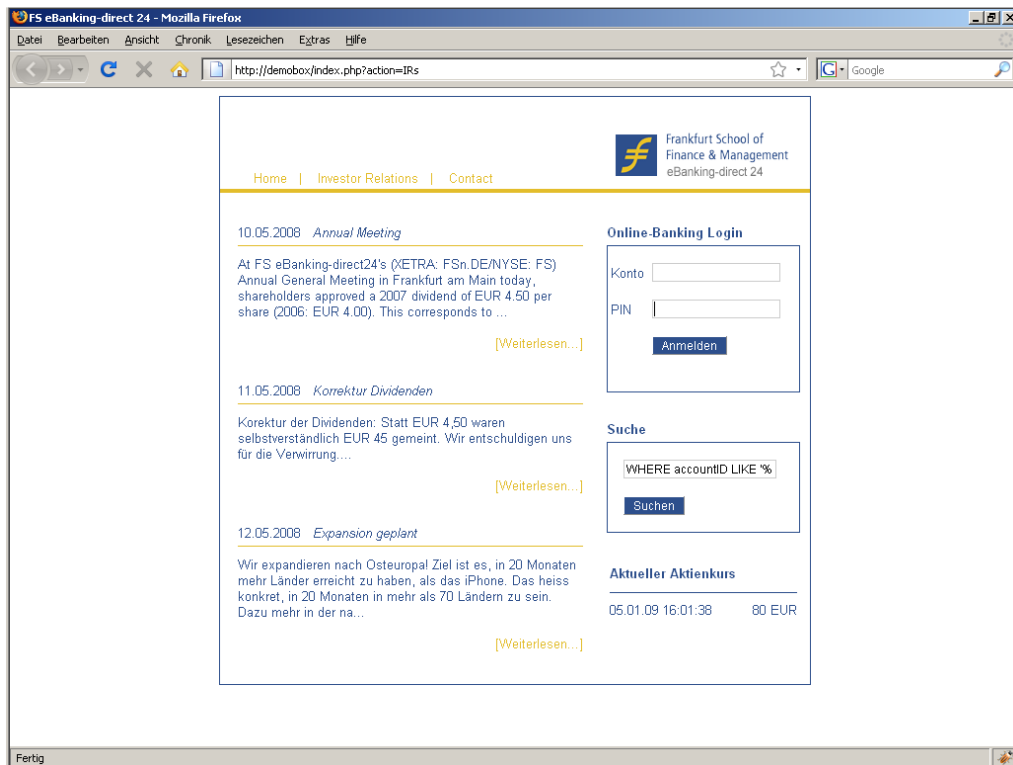 FS eBanking-direct 24 - Mozilla Firefox
Datei Bearbeiten Ansicht Chronik Lesezeichen Extras Hilfe
http://demobox/index.php?action=IRs
G Google
Frankfurt School of
Finance & Management
eBanking-direct 24
Home | Investor Relations | Contact
10.05.2008 Annual Meeting
At FS eBanking-direct24's (XETRA: FSn.DE/NYSE: FS)
Annual General Meeting in Frankfurt am Main today,
shareholders approved a 2007 dividend of EUR 4.50 per
share (2006: EUR 4.00). This corresponds to ...
[Weiterlesen...]
11.05.2008 Korrektur Dividenden
Korektur der Dividenden: Statt EUR 4,50 waren
selbstverständlich EUR 45 gemeint. Wir entschuldigen uns
für die Verwirrung....
[Weiterlesen...]
12.05.2008 Expansion geplant
Wir expandieren nach Osteuropa! Ziel ist es, in 20 Monaten
mehr Länder erreicht zu haben, als das iPhone. Das heiss
konkret, in 20 Monaten in mehr als 70 Ländern zu sein.
Dazu mehr in der na...
[Weiterlesen...]
Online-Banking Login
Konto
PIN
Anmelden
Suche
WHERE accountID LIKE '%
Suchen
Aktueller Aktienkurs
05.01.09 16:01:38 80 EUR
Fertig